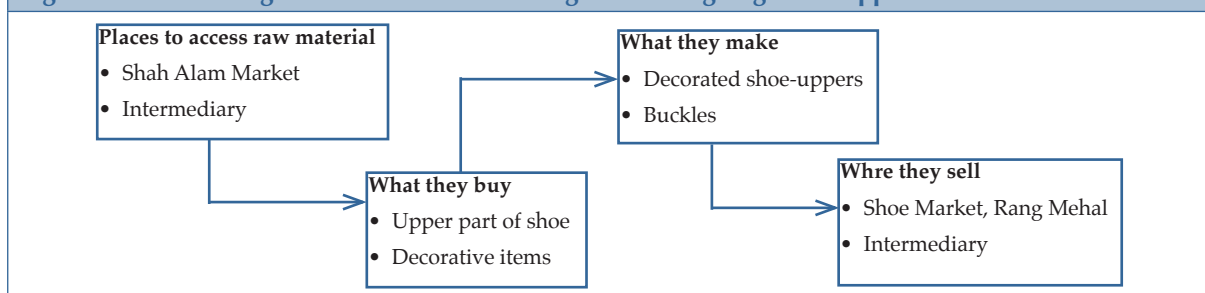 Places to access raw material
• Shah Alam Market
• Intermediary
What they buy
• Upper part of shoe
• Decorative items
What they make
• Decorated shoe-uppers
• Buckles
Whre they sell
• Shoe Market, Rang Mehal
• Intermediary